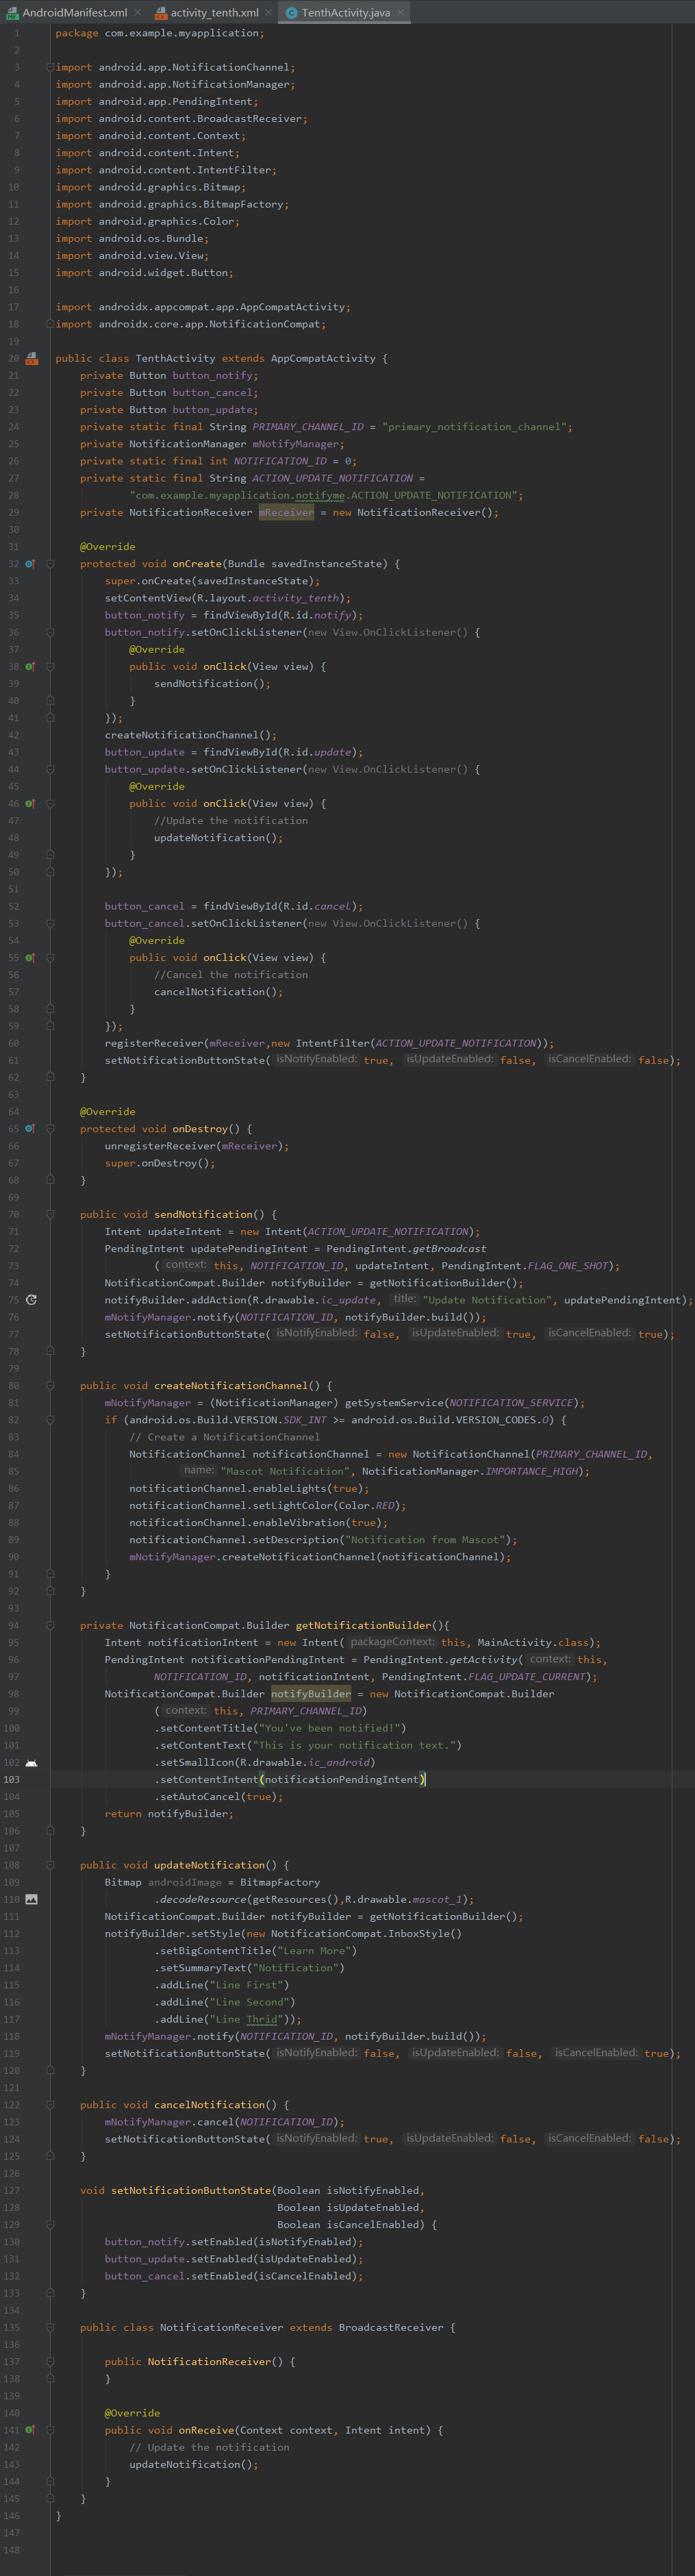 AndroidManifest.xml × activity_tenth.xml × TenthActivity.java ×
1 package com.example.myapplication;
2
3 import android.app.NotificationChannel;
4 import android.app.NotificationManager;
5 import android.app.PendingIntent;
6 import android.content.BroadcastReceiver;
7 import android.content.Context;
8 import android.content.Intent;
9 import android.content.IntentFilter;
10 import android.graphics.Bitmap;
11 import android.graphics.BitmapFactory;
12 import android.graphics.Color;
13 import android.os.Bundle;
14 import android.view.View;
15 import android.widget.Button;
16
17 import androidx.appcompat.app.AppCompatActivity;
18 import androidx.core.app.NotificationCompat;
19
20 public class TenthActivity extends AppCompatActivity {
21 private Button button_notify;
22 private Button button_cancel;
23 private Button button_update;
24 private static final String PRIMARY_CHANNEL_ID = "primary_notification_channel";
25 private NotificationManager mNotifyManager;
26 private static final int NOTIFICATION_ID = 0;
27 private static final String ACTION_UPDATE_NOTIFICATION =
28 "com.example.myapplication.notifyme.ACTION_UPDATE_NOTIFICATION";
29 private NotificationReceiver mReceiver = new NotificationReceiver();
30
31 @Override
32 protected void onCreate(Bundle savedInstanceState) {
33 super.onCreate(savedInstanceState);
34 setContentView(R.layout.activity_tenth);
35 button_notify = findViewById(R.id.notify);
36 button_notify.setOnClickListener(new View.OnClickListener() {
37 @Override
38 public void onClick(View view) {
39 sendNotification();
40 }
41 });
42 createNotificationChannel();
43 button_update = findViewById(R.id.update);
44 button_update.setOnClickListener(new View.OnClickListener() {
45 @Override
46 public void onClick(View view) {
47 //Update the notification
48 updateNotification();
49 }
50 });
51
52 button_cancel = findViewById(R.id.cancel);
53 button_cancel.setOnClickListener(new View.OnClickListener() {
54 @Override
55 public void onClick(View view) {
56 //Cancel the notification
57 cancelNotification();
58 }
59 });
60 registerReceiver(mReceiver,new IntentFilter(ACTION_UPDATE_NOTIFICATION));
61 setNotificationButtonState( isNotifyEnabled: true, isUpdateEnabled: false, isCancelEnabled: false);
62 }
63
64 @Override
65 protected void onDestroy() {
66 unregisterReceiver(mReceiver);
67 super.onDestroy();
68 }
69
70 public void sendNotification() {
71 Intent updateIntent = new Intent(ACTION_UPDATE_NOTIFICATION);
72 PendingIntent updatePendingIntent = PendingIntent.getBroadcast
73 ( context: this, NOTIFICATION_ID, updateIntent, PendingIntent.FLAG_ONE_SHOT);
74 NotificationCompat.Builder notifyBuilder = getNotificationBuilder();
75 notifyBuilder.addAction(R.drawable.ic_update, title: "Update Notification", updatePendingIntent);
76 mNotifyManager.notify(NOTIFICATION_ID, notifyBuilder.build());
77 setNotificationButtonState( isNotifyEnabled: false, isUpdateEnabled: true, isCancelEnabled: true);
78 }
79
80 public void createNotificationChannel() {
81 mNotifyManager = (NotificationManager) getSystemService(NOTIFICATION_SERVICE);
82 if (android.os.Build.VERSION.SDK_INT >= android.os.Build.VERSION_CODES.O) {
83 // Create a NotificationChannel
84 NotificationChannel notificationChannel = new NotificationChannel(PRIMARY_CHANNEL_ID,
85 name: "Mascot Notification", NotificationManager.IMPORTANCE_HIGH);
86 notificationChannel.enableLights(true);
87 notificationChannel.setLightColor(Color.RED);
88 notificationChannel.enableVibration(true);
89 notificationChannel.setDescription("Notification from Mascot");
90 mNotifyManager.createNotificationChannel(notificationChannel);
91 }
92 }
93
94 private NotificationCompat.Builder getNotificationBuilder(){
95 Intent notificationIntent = new Intent( packageContext: this, MainActivity.class);
96 PendingIntent notificationPendingIntent = PendingIntent.getActivity( context: this,
97 NOTIFICATION_ID, notificationIntent, PendingIntent.FLAG_UPDATE_CURRENT);
98 NotificationCompat.Builder notifyBuilder = new NotificationCompat.Builder
99 ( context: this, PRIMARY_CHANNEL_ID)
100 .setContentTitle("You've been notified!")
101 .setContentText("This is your notification text.")
102 .setSmallIcon(R.drawable.ic_android)
103 .setContentIntent(notificationPendingIntent)
104 .setAutoCancel(true);
105 return notifyBuilder;
106 }
107
108 public void updateNotification() {
109 Bitmap androidImage = BitmapFactory
110 .decodeResource(getResources(),R.drawable.mascot_1);
111 NotificationCompat.Builder notifyBuilder = getNotificationBuilder();
112 notifyBuilder.setStyle(new NotificationCompat.InboxStyle()
113 .setBigContentTitle("Learn More")
114 .setSummaryText("Notification")
115 .addLine("Line First")
116 .addLine("Line Second")
117 .addLine("Line Thrid"));
118 mNotifyManager.notify(NOTIFICATION_ID, notifyBuilder.build());
119 setNotificationButtonState( isNotifyEnabled: false, isUpdateEnabled: false, isCancelEnabled: true);
120 }
121
122 public void cancelNotification() {
123 mNotifyManager.cancel(NOTIFICATION_ID);
124 setNotificationButtonState( isNotifyEnabled: true, isUpdateEnabled: false, isCancelEnabled: false);
125 }
126
127 void setNotificationButtonState(Boolean isNotifyEnabled,
128 Boolean isUpdateEnabled,
129 Boolean isCancelEnabled) {
130 button_notify.setEnabled(isNotifyEnabled);
131 button_update.setEnabled(isUpdateEnabled);
132 button_cancel.setEnabled(isCancelEnabled);
133 }
134
135 public class NotificationReceiver extends BroadcastReceiver {
136
137 public NotificationReceiver() {
138 }
139
140 @Override
141 public void onReceive(Context context, Intent intent) {
142 // Update the notification
143 updateNotification();
144 }
145 }
146 }
147
148